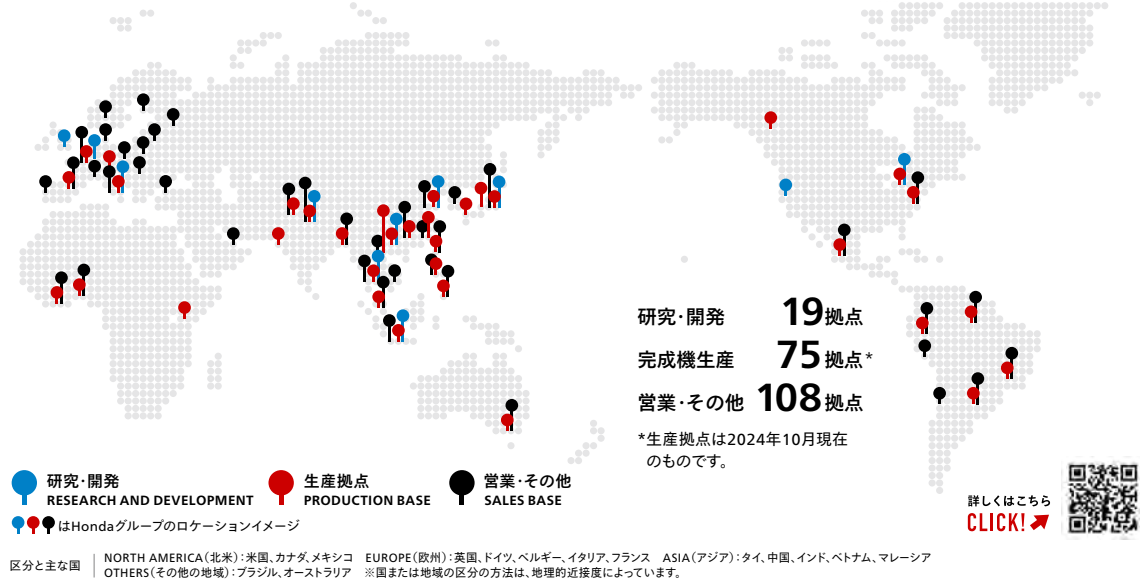 研究・開発 19拠点
完成機生産 75拠点*
営業・その他 108拠点
*生産拠点は2024年10月現在
のものです。
研究・開発
RESEARCH AND DEVELOPMENT
生産拠点
PRODUCTION BASE
営業・その他
SALES BASE
はHondaグループのロケーションイメージ
詳しくはこちら
CLICK!
区分と主な国
NORTH AMERICA(北米):米国、カナダ、メキシコ EUROPE(欧州):英国、ドイツ、ベルギー、イタリア、フランス ASIA(アジア):タイ、中国、インド、ベトナム、マレーシア
OTHERS(その他の地域):ブラジル、オーストラリア ※国または地域の区分の方法は、地理的近接度によっています。